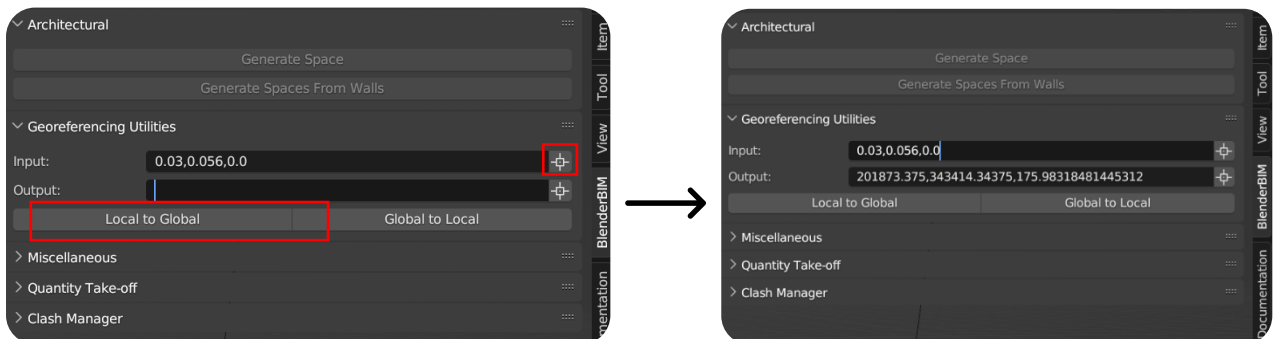 Architectural
Generate Space
Generate Spaces From Walls
Georeferencing Utilities
Input: 0.03,0.056,0.0
Output:
Local to Global Global to Local
Miscellaneous
Quantity Take-off
Clash Manager
Item
Tool
View
BlenderBIM
mentation
Architectural
Generate Space
Generate Spaces From Walls
Georeferencing Utilities
Input: 0.03,0.056,0.0
Output: 201873.375,343414.34375,175.98318481445312
Local to Global Global to Local
Miscellaneous
Quantity Take-off
Clash Manager
Item
Tool
View
BlenderBIM
Documentation